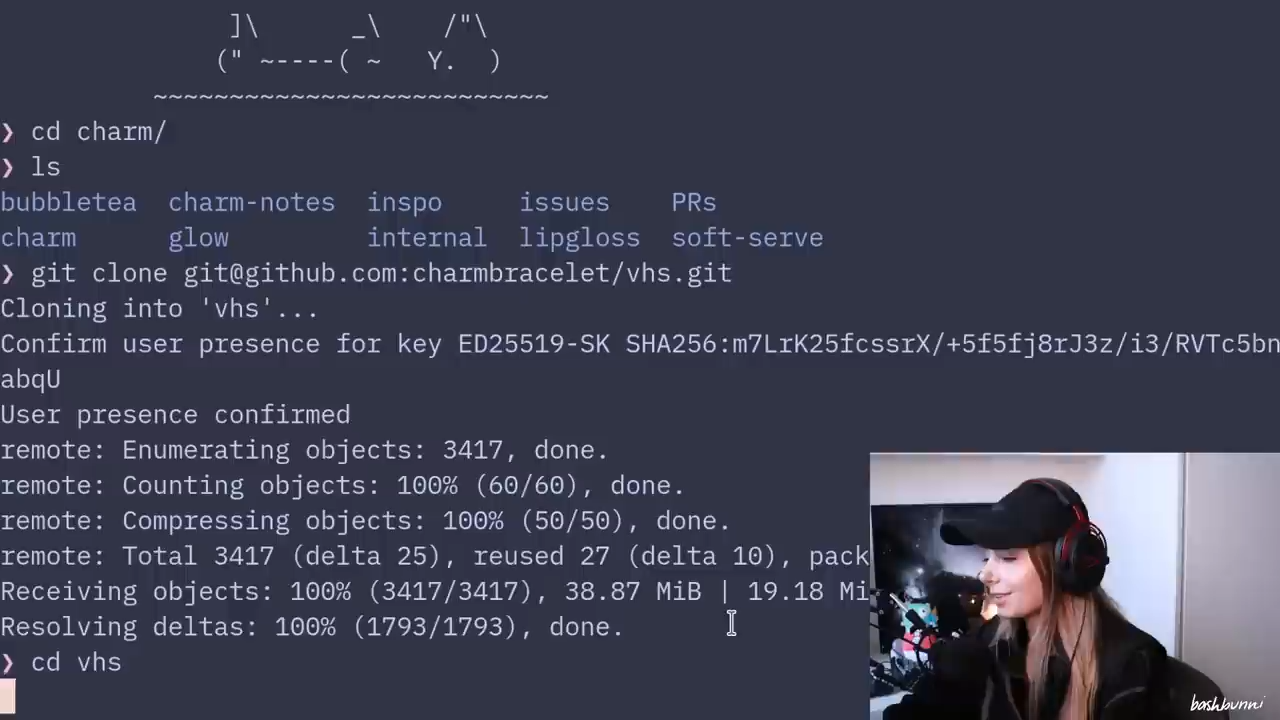 ]\      _\    /"\
(" ~----( ~   Y.  )
~~~~~~~~~~~~~~~~~~~~~~~~~~
❯ cd charm/
❯ ls
bubbletea  charm-notes  inspo     issues    PRs
charm      glow         internal  lipgloss  soft-serve
❯ git clone git@github.com:charmbracelet/vhs.git
Cloning into 'vhs'...
Confirm user presence for key ED25519-SK SHA256:m7LrK25fcssrX/+5f5fj8rJ3z/i3/RVTc5bn
abqU
User presence confirmed
remote: Enumerating objects: 3417, done.
remote: Counting objects: 100% (60/60), done.
remote: Compressing objects: 100% (50/50), done.
remote: Total 3417 (delta 25), reused 27 (delta 10), pack
Receiving objects: 100% (3417/3417), 38.87 MiB | 19.18 Mi
Resolving deltas: 100% (1793/1793), done.
❯ cd vhs
bashbunni